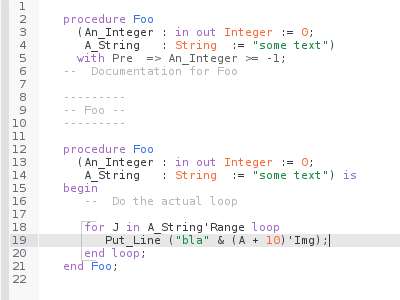 1
2 procedure Foo
3 (An_Integer : in out Integer := 0;
4 A_String : String := "some text")
5 with Pre => An_Integer >= -1;
6 -- Documentation for Foo
7
8 ---------
9 -- Foo --
10 ---------
11
12 procedure Foo
13 (An_Integer : in out Integer := 0;
14 A_String : String := "some text") is
15 begin
16 -- Do the actual loop
17
18 for J in A_String'Range loop
19 Put_Line ("bla" & (A + 10)'Img);
20 end loop;
21 end Foo;
22